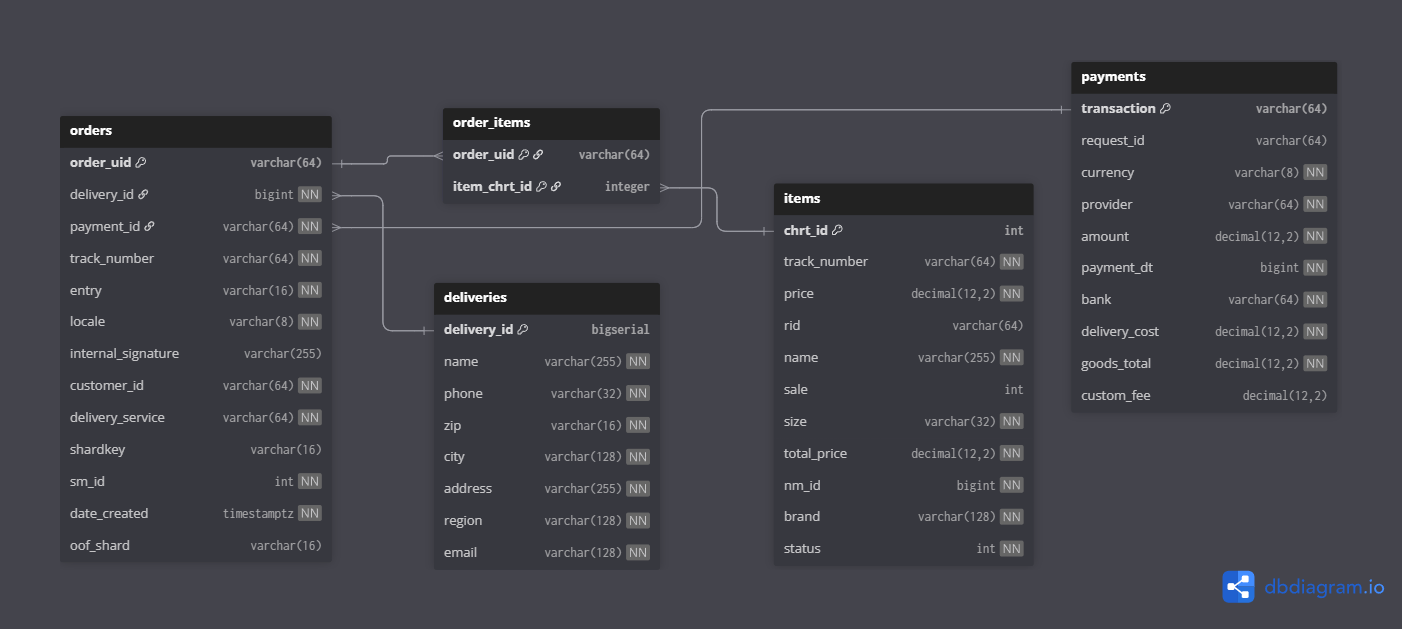 orders
order_uid varchar(64)
delivery_id bigint NN
payment_id varchar(64) NN
track_number varchar(64) NN
entry varchar(16) NN
locale varchar(8) NN
internal_signature varchar(255)
customer_id varchar(64) NN
delivery_service varchar(64) NN
shardkey varchar(16)
sm_id int NN
date_created timestamptz NN
oof_shard varchar(16)
order_items
order_uid varchar(64)
item_chrt_id integer
deliveries
delivery_id bigserial
name varchar(255) NN
phone varchar(32) NN
zip varchar(16) NN
city varchar(128) NN
address varchar(255) NN
region varchar(128) NN
email varchar(128) NN
items
chrt_id int
track_number varchar(64) NN
price decimal(12,2) NN
rid varchar(64)
name varchar(255) NN
sale int
size varchar(32) NN
total_price decimal(12,2) NN
nm_id bigint NN
brand varchar(128) NN
status int NN
payments
transaction varchar(64)
request_id varchar(64)
currency varchar(8) NN
provider varchar(64) NN
amount decimal(12,2) NN
payment_dt bigint NN
bank varchar(64) NN
delivery_cost decimal(12,2) NN
goods_total decimal(12,2) NN
custom_fee decimal(12,2)
dbdiagram.io